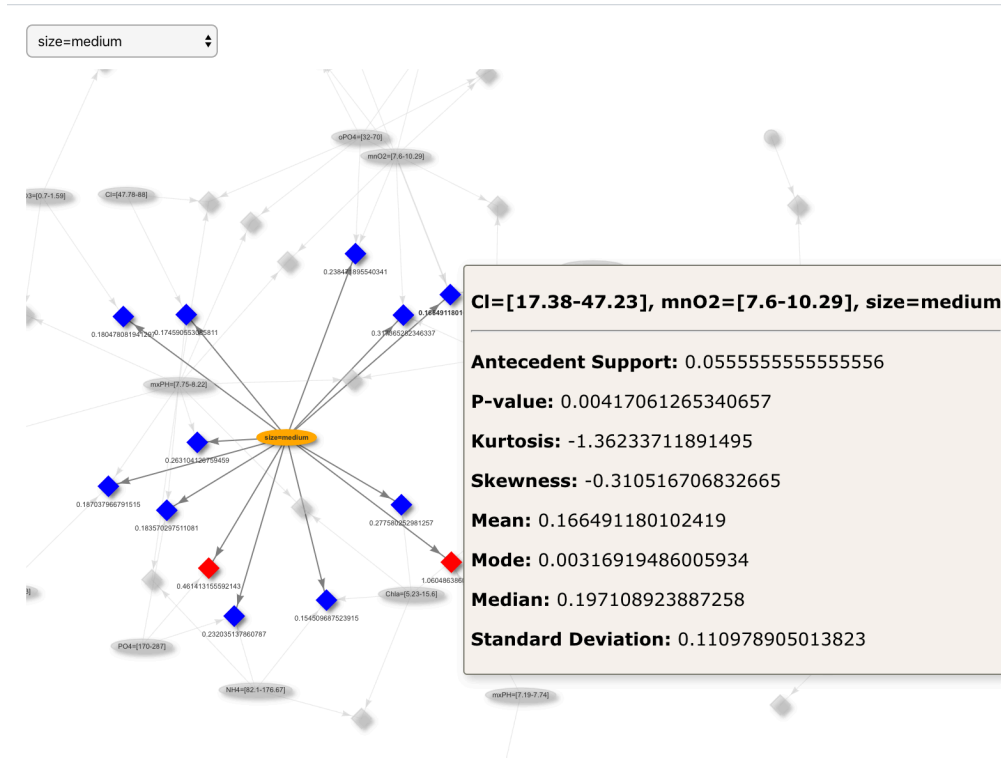 size=medium
oPO4=[32-70]
mnO2=[7.6-10.29]
Cl=[47.78-88]
0.238478895540341
0.180478081941297
mxPH=[7.75-8.22]
size=medium
0.263104126759459
0.187037966791515
0.183570297511081
0.277580252981257
0.461413155592143
1.0604863860
Chla=[5.23-15.6]
0.154509687523915
0.232035137860787
PO4=[170-287]
NH4=[82.1-176.67]
mxPH=[7.19-7.74]
Cl=[17.38-47.23], mnO2=[7.6-10.29], size=medium
Antecedent Support: 0.0555555555555556
P-value: 0.00417061265340657
Kurtosis: -1.36233711891495
Skewness: -0.310516706832665
Mean: 0.166491180102419
Mode: 0.00316919486005934
Median: 0.197108923887258
Standard Deviation: 0.110978905013823